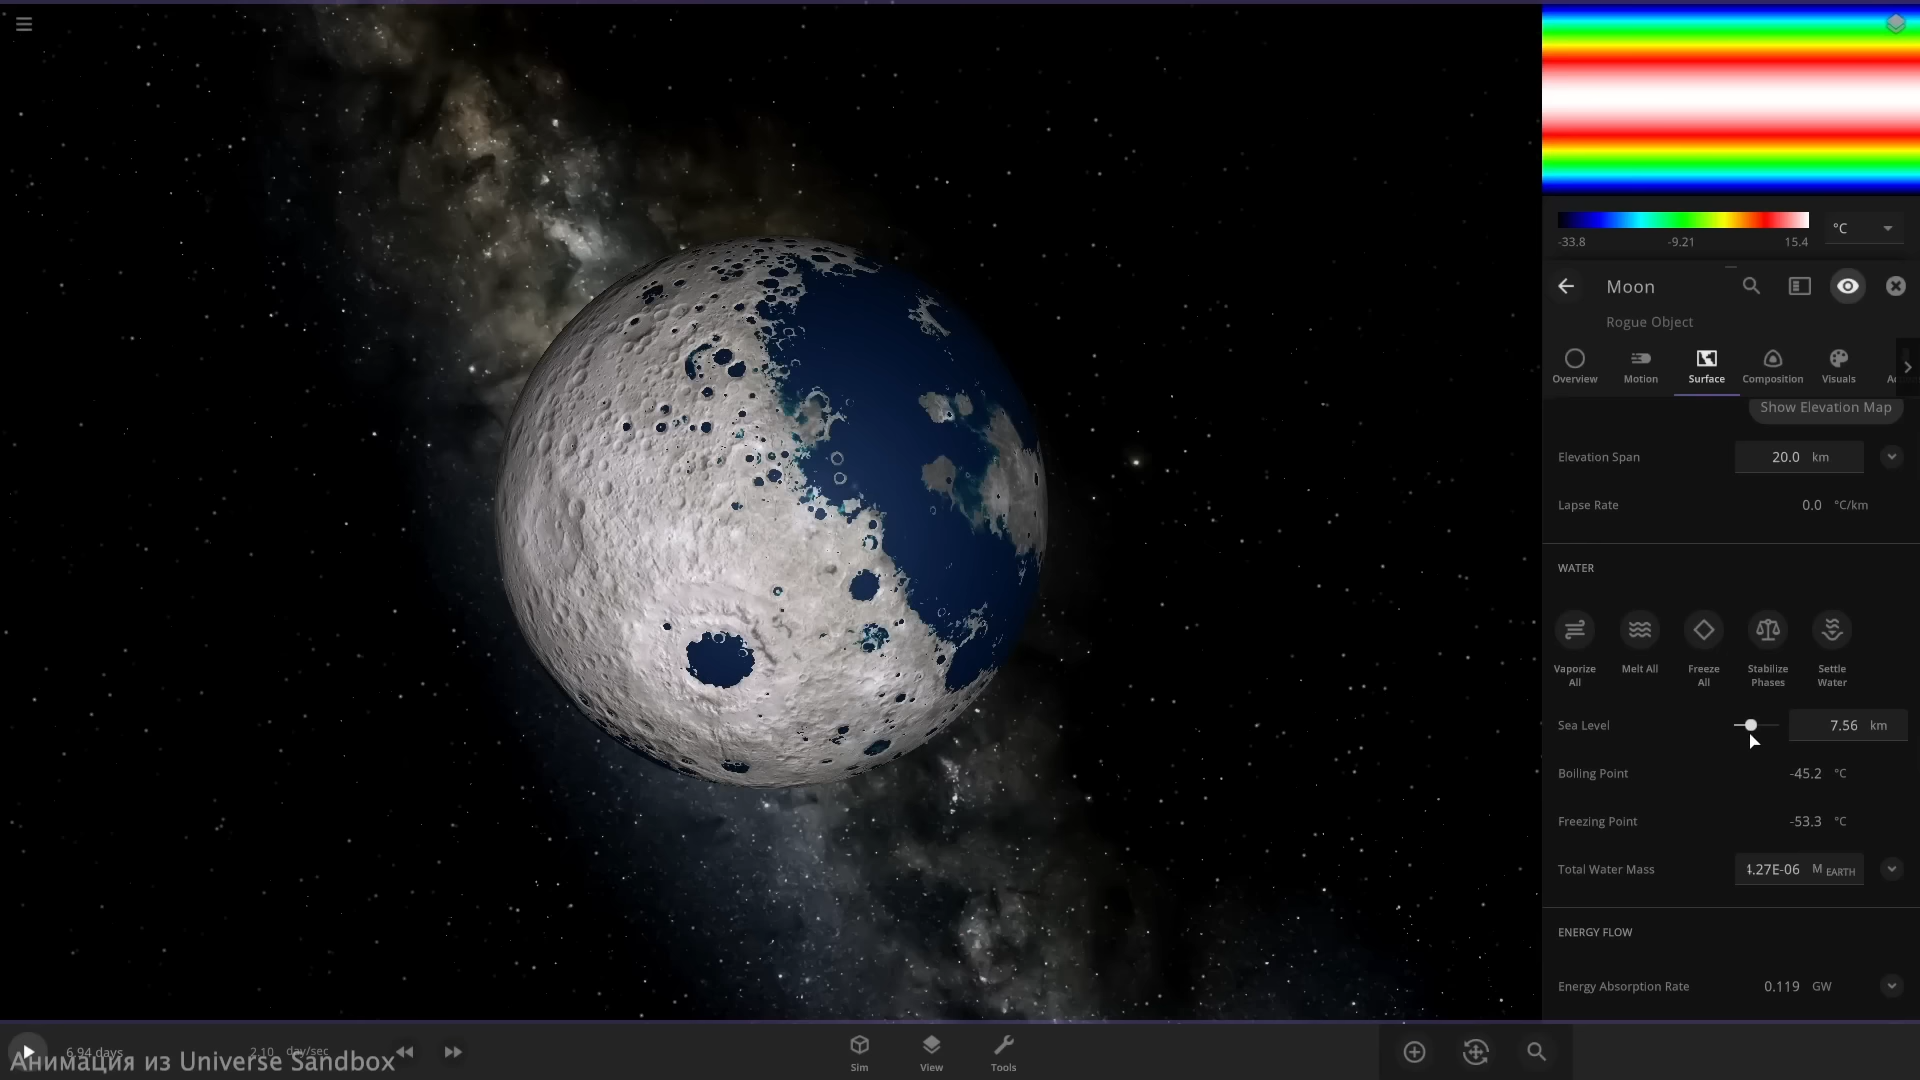 °C
-33.8 -9.21 15.4
Moon
Rogue Object
Overview Motion Surface Composition Visuals
Show Elevation Map
Elevation Span 20.0 km
Lapse Rate 0.0 °C/km
WATER
Vaporize All
Melt All
Freeze All
Stabilize Phases
Settle Water
Sea Level 7.56 km
Boiling Point -45.2 °C
Freezing Point -53.3 °C
Total Water Mass .27E-06 M EARTH
ENERGY FLOW
Energy Absorption Rate 0.119 GW
6.94 days 2.10 day/sec
Анимация из Universe Sandbox
Sim View Tools